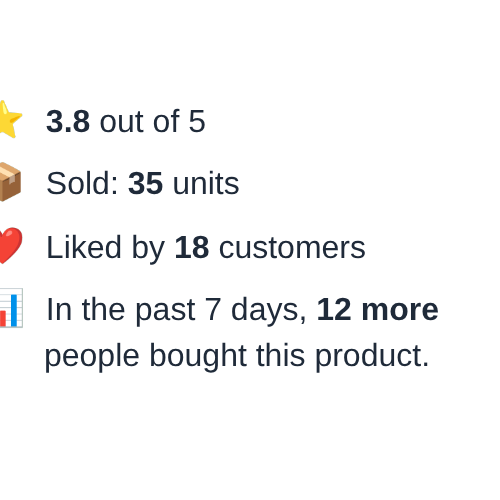 3.8 out of 5
Sold: 35 units
Liked by 18 customers
In the past 7 days, 12 more
people bought this product.